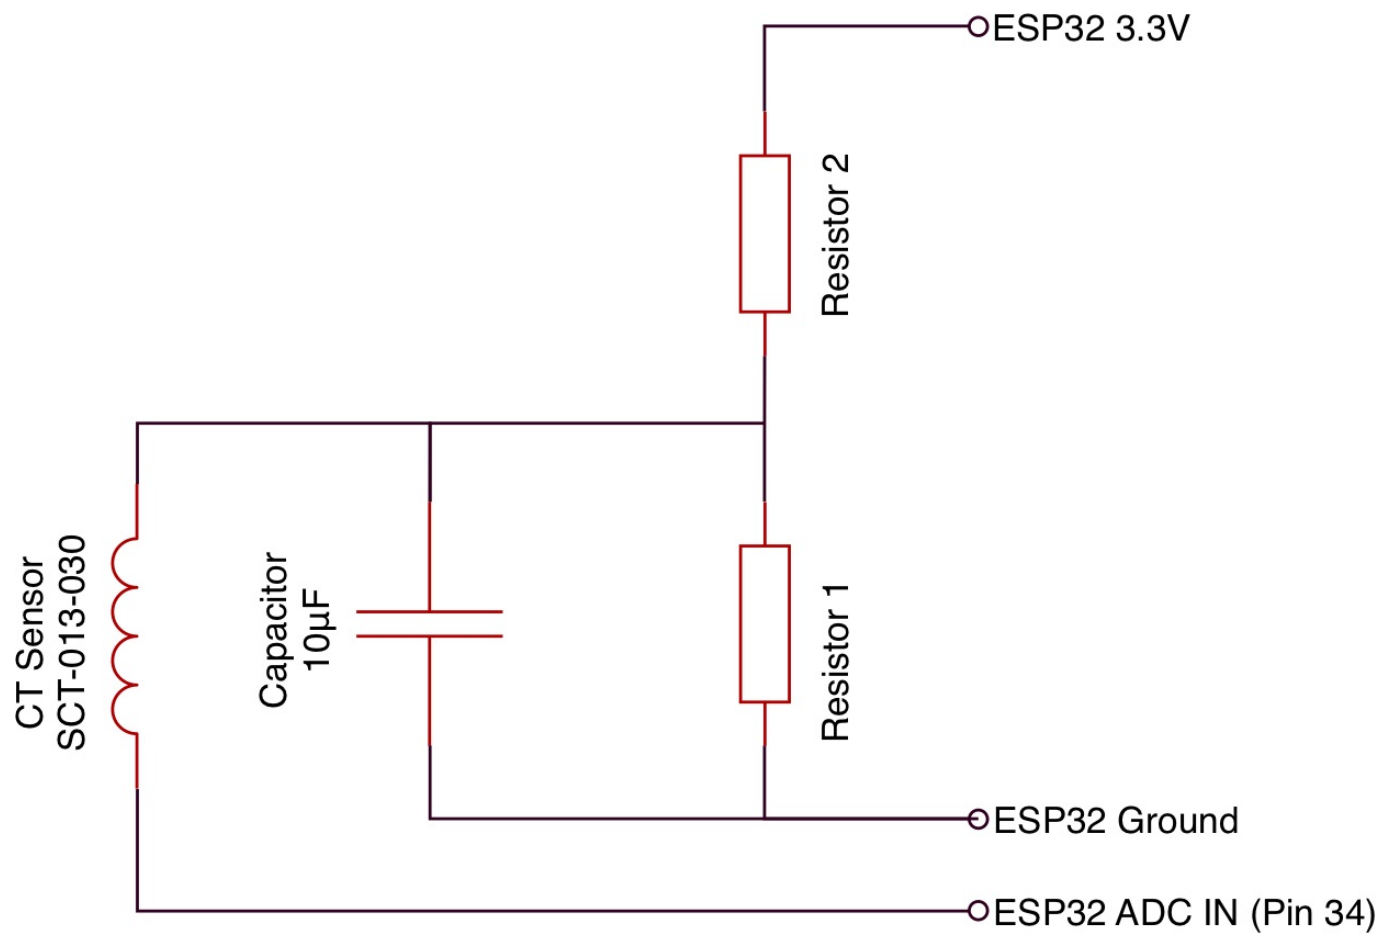 ESP32 3.3V
Resistor 2
CT Sensor
SCT-013-030
Capacitor
10µF
Resistor 1
ESP32 Ground
ESP32 ADC IN (Pin 34)